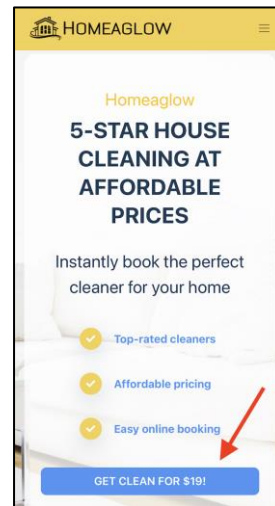 HOMEAGLOW
Homeaglow
5-STAR HOUSE
CLEANING AT
AFFORDABLE
PRICES
Instantly book the perfect
cleaner for your home
Top-rated cleaners
Affordable pricing
Easy online booking
GET CLEAN FOR $19!